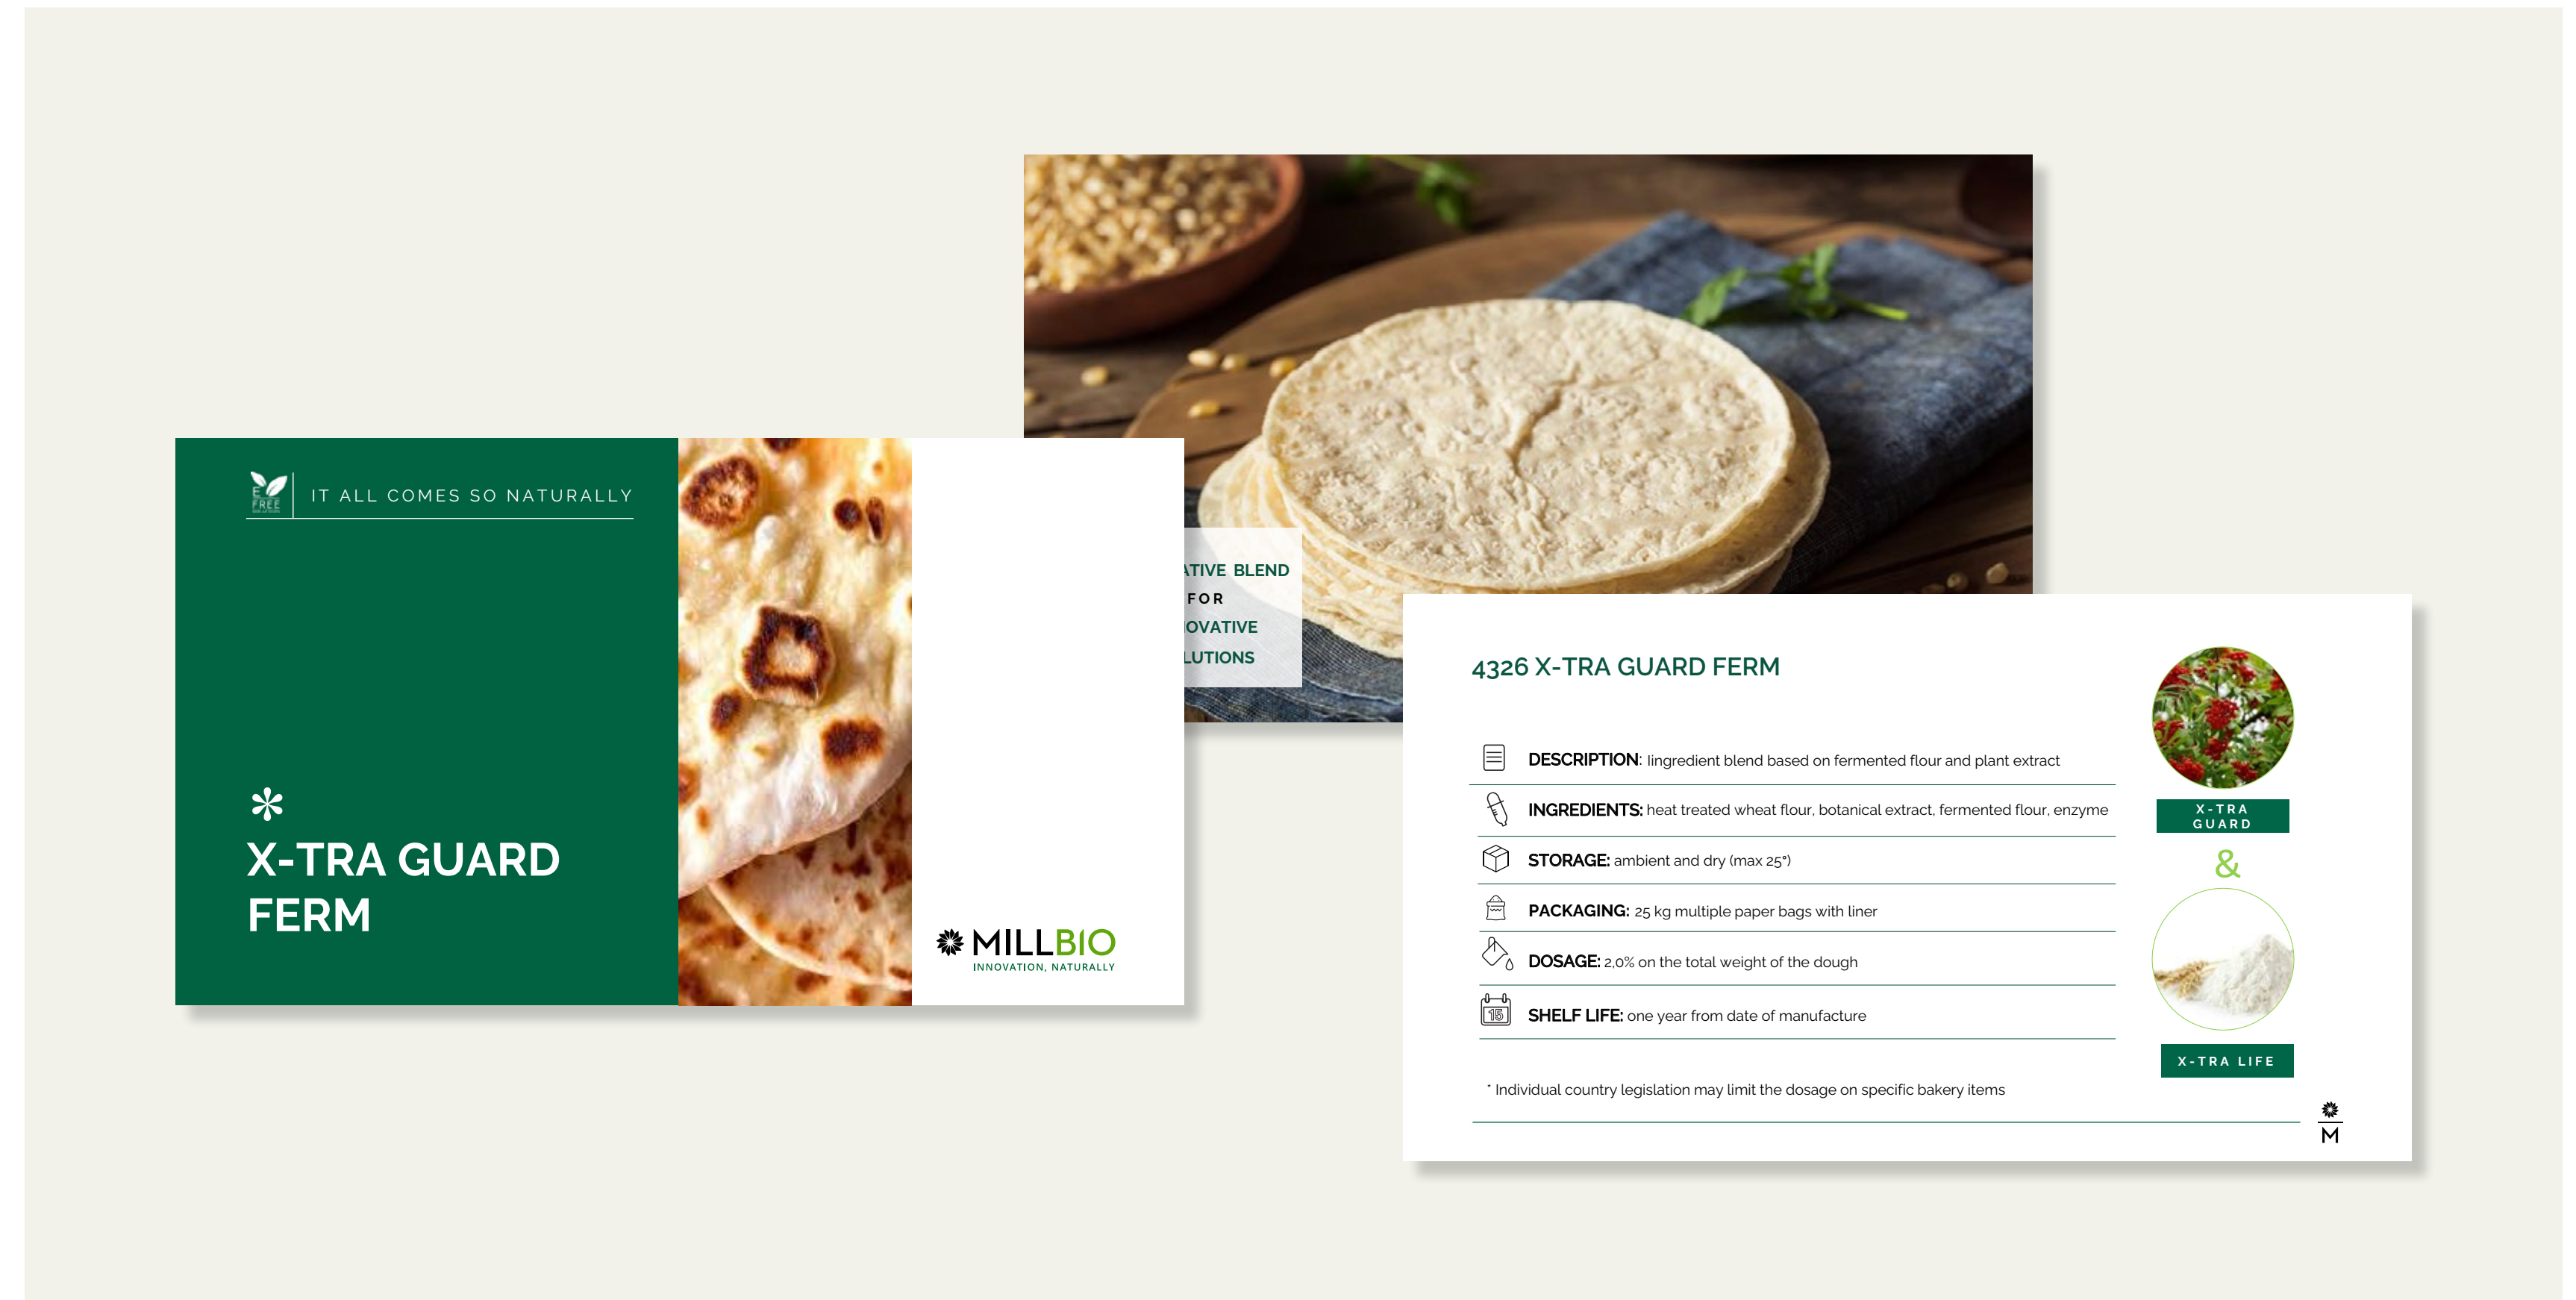 E
FREE
IT ALL COMES SO NATURALLY
*
X-TRA GUARD
FERM
MILLBIO
INNOVATION, NATURALLY
BLEND
FOR
4326 X-TRA GUARD FERM
DESCRIPTION: Iingredient blend based on fermented flour and plant extract
INGREDIENTS: heat treated wheat flour, botanical extract, fermented flour, enzyme
STORAGE: ambient and dry (max 25°)
PACKAGING: 25 kg multiple paper bags with liner
DOSAGE: 2,0% on the total weight of the dough
15
SHELF LIFE: one year from date of manufacture
* Individual country legislation may limit the dosage on specific bakery items
X-TRA
GUARD
&
X-TRA LIFE
M